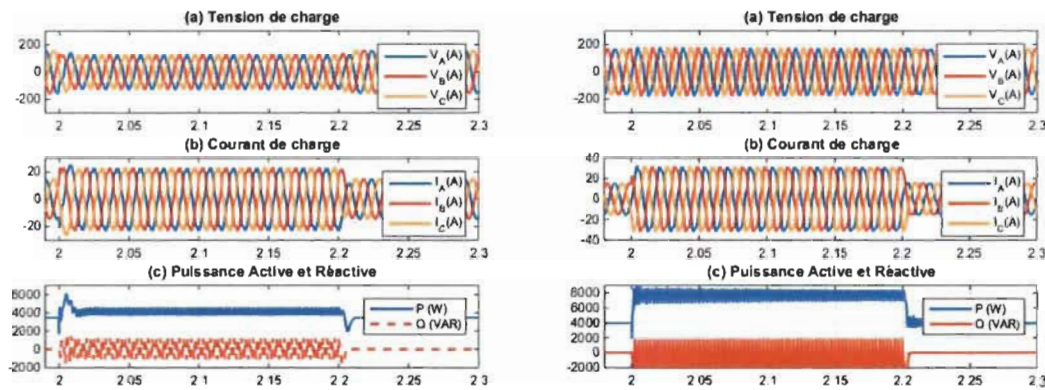 (a) Tension de charge
200
0
-200
V_A(A)
V_B(A)
V_C(A)
2 2.05 2.1 2.15 2.2 2.25 2.3
(b) Courant de charge
20
0
-20
I_A(A)
I_B(A)
I_C(A)
2 2.05 2.1 2.15 2.2 2.25 2.3
(c) Puissance Active et Réactive
6000
4000
2000
0
-2000
P (W)
Q (VAR)
2 2.05 2.1 2.15 2.2 2.25 2.3
(a) Tension de charge
200
0
-200
V_A(A)
V_B(A)
V_C(A)
2 2.05 2.1 2.15 2.2 2.25 2.3
(b) Courant de charge
40
20
0
-20
-40
I_A(A)
I_B(A)
I_C(A)
2 2.05 2.1 2.15 2.2 2.25 2.3
(c) Puissance Active et Réactive
8000
6000
4000
2000
0
-2000
P (W)
Q (VAR)
2 2.05 2.1 2.15 2.2 2.25 2.3